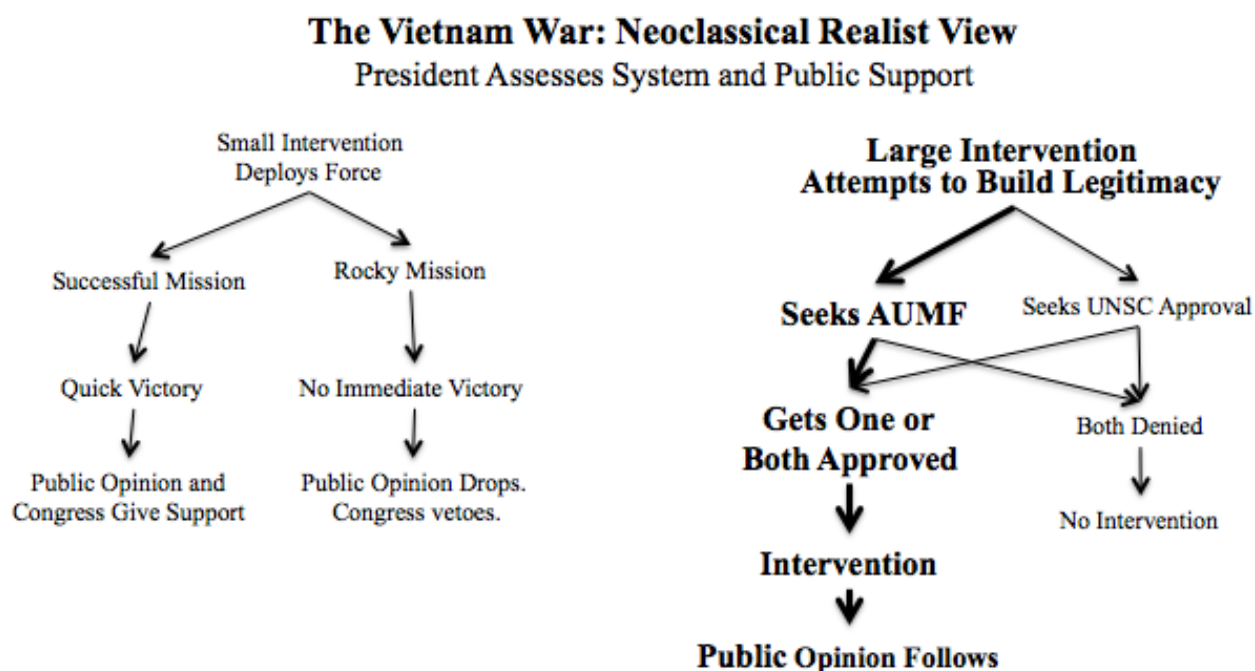 The Vietnam War: Neoclassical Realist View
President Assesses System and Public Support
Small Intervention
Deploys Force
Successful Mission
Rocky Mission
Quick Victory
No Immediate Victory
Public Opinion and
Congress Give Support
Public Opinion Drops.
Congress vetoes.
Large Intervention
Attempts to Build Legitimacy
Seeks AUMF
Seeks UNSC Approval
Gets One or
Both Approved
Both Denied
No Intervention
Intervention
Public Opinion Follows